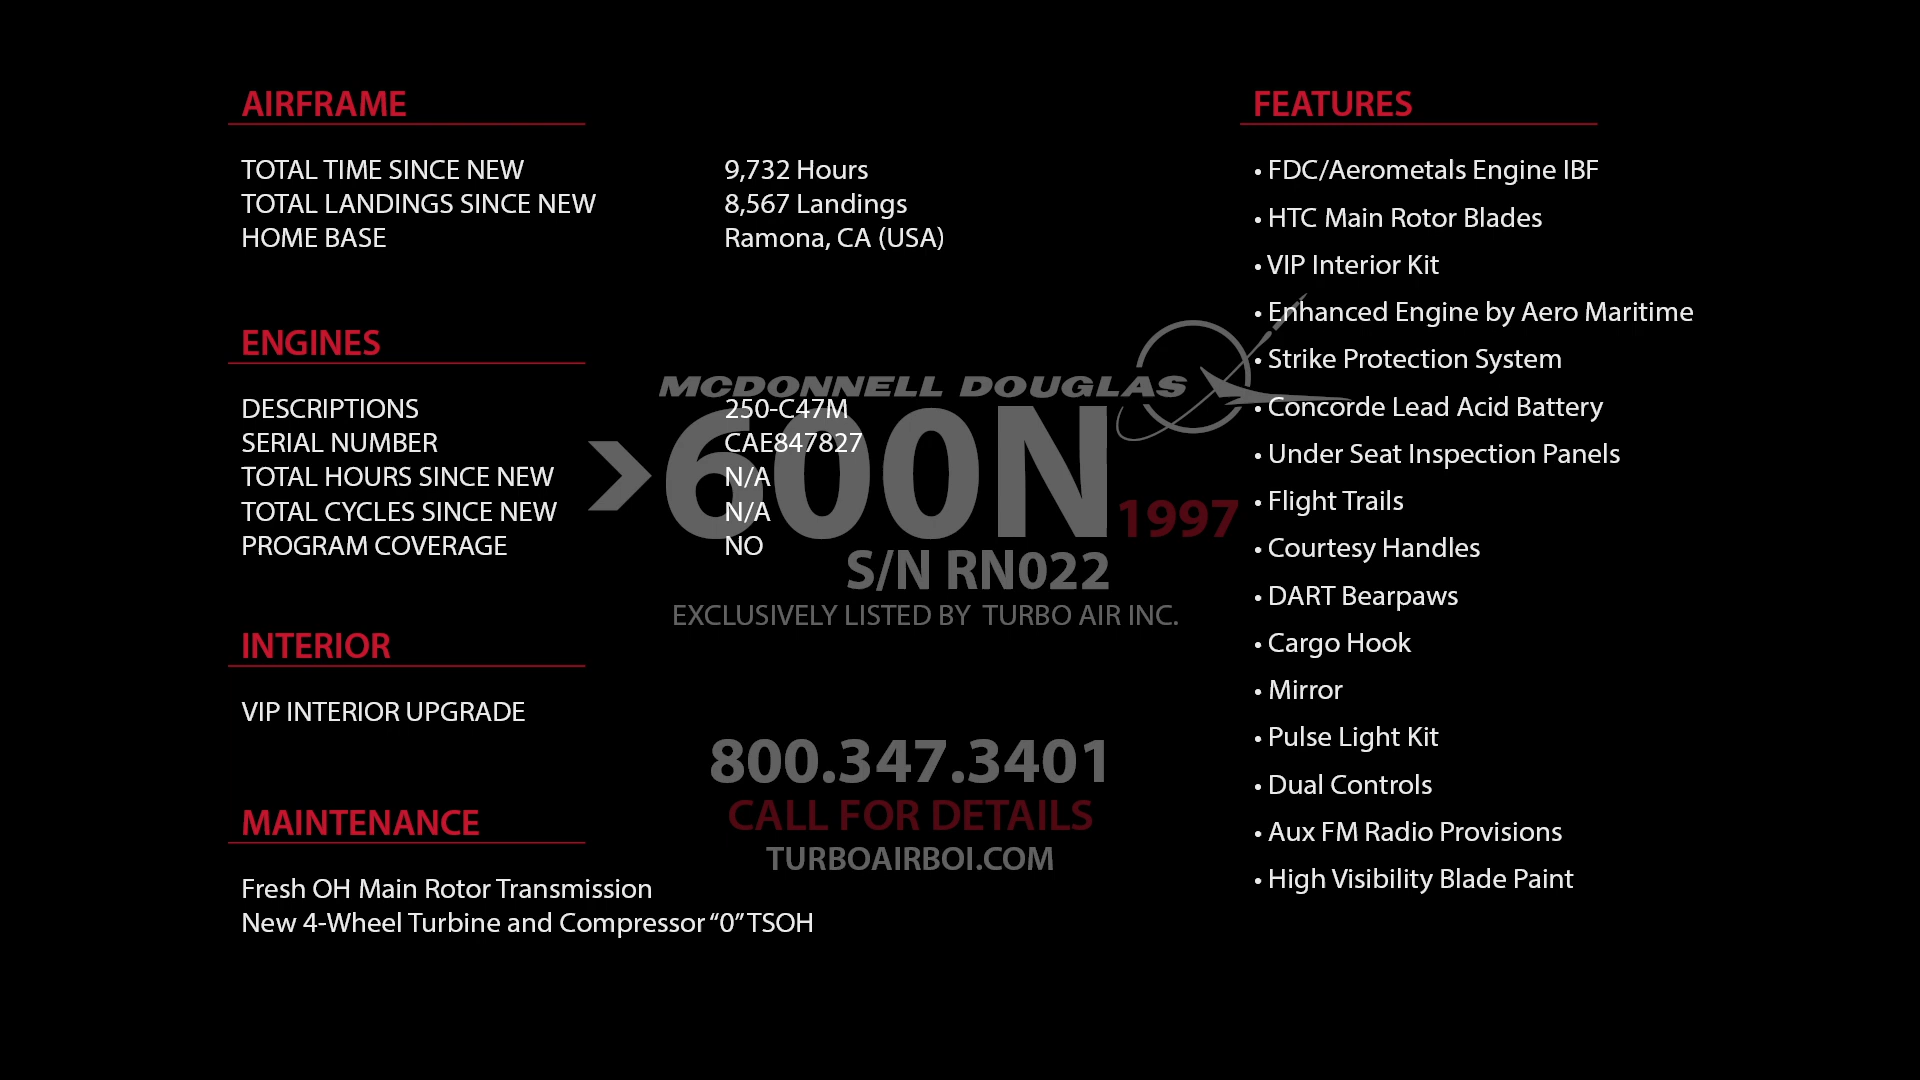 AIRFRAME
TOTAL TIME SINCE NEW 9,732 Hours
TOTAL LANDINGS SINCE NEW 8,567 Landings
HOME BASE Ramona, CA (USA)
ENGINES
DESCRIPTIONS 250-C47M
SERIAL NUMBER CAE847827
TOTAL HOURS SINCE NEW N/A
TOTAL CYCLES SINCE NEW N/A
PROGRAM COVERAGE NO
INTERIOR
VIP INTERIOR UPGRADE
MAINTENANCE
Fresh OH Main Rotor Transmission
New 4-Wheel Turbine and Compressor “0” TSOH
MCDONNELL DOUGLAS
>600N 1997
S/N RN022
EXCLUSIVELY LISTED BY TURBO AIR INC.
800.347.3401
CALL FOR DETAILS
TURBOAIRBOI.COM
FEATURES
• FDC/Aerometals Engine IBF
• HTC Main Rotor Blades
• VIP Interior Kit
• Enhanced Engine by Aero Maritime
• Strike Protection System
• Concorde Lead Acid Battery
• Under Seat Inspection Panels
• Flight Trails
• Courtesy Handles
• DART Bearpaws
• Cargo Hook
• Mirror
• Pulse Light Kit
• Dual Controls
• Aux FM Radio Provisions
• High Visibility Blade Paint